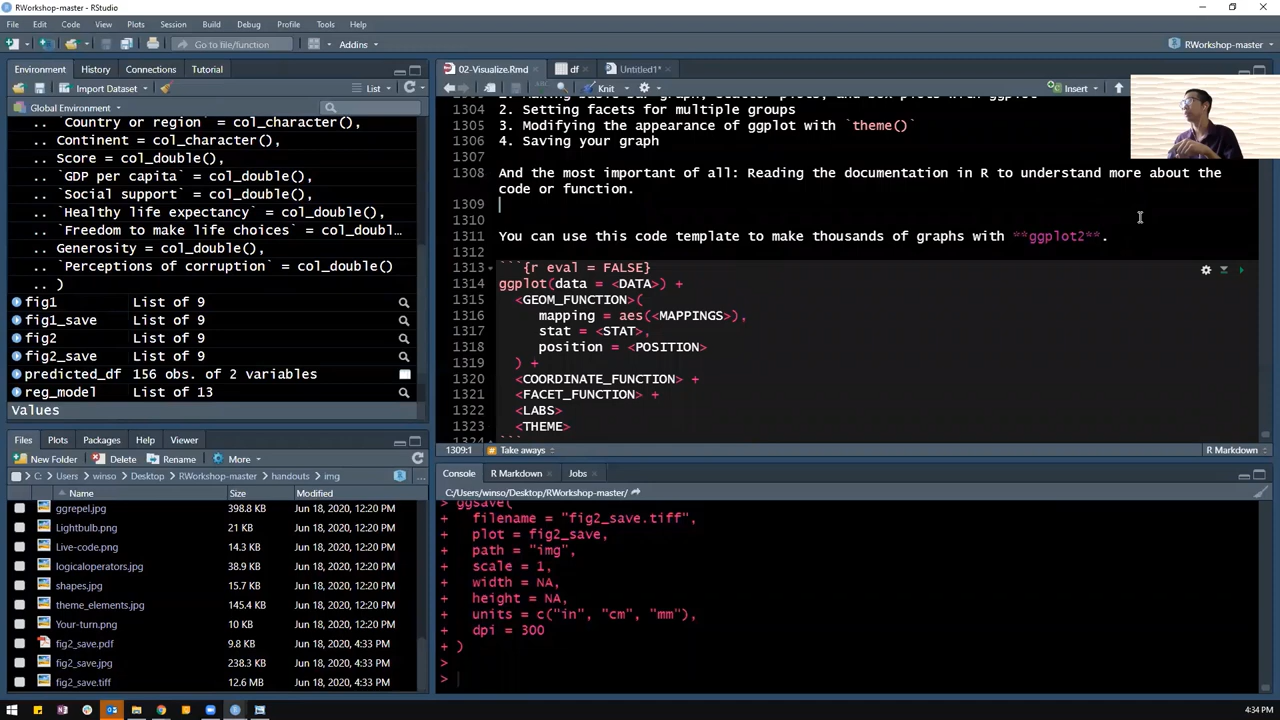 RWorkshop-master - RStudio
File Edit Code View Plots Session Build Debug Profile Tools Help
Go to file/function Addins RWorkshop-master
Environment History Connections Tutorial
Import Dataset List
Global Environment
.. `Country or region` = col_character(),
.. Continent = col_character(),
.. Score = col_double(),
.. `GDP per capita` = col_double(),
.. `Social support` = col_double(),
.. `Healthy life expectancy` = col_double(),
.. `Freedom to make life choices` = col_doubl…
.. Generosity = col_double(),
.. `Perceptions of corruption` = col_double()
.. )
fig1 List of 9
fig1_save List of 9
fig2 List of 9
fig2_save List of 9
predicted_df 156 obs. of 2 variables
reg_model List of 13
Values
Files Plots Packages Help Viewer
New Folder Delete Rename More
C: Users winso Desktop RWorkshop-master handouts img ...
Name Size Modified
ggrepel.jpg 398.8 KB Jun 18, 2020, 12:20 PM
Lightbulb.png 21 KB Jun 18, 2020, 12:20 PM
Live-code.png 14.3 KB Jun 18, 2020, 12:20 PM
logicaloperators.jpg 38.9 KB Jun 18, 2020, 12:20 PM
shapes.jpg 15.7 KB Jun 18, 2020, 12:20 PM
theme_elements.jpg 145.4 KB Jun 18, 2020, 12:20 PM
Your-turn.png 10 KB Jun 18, 2020, 12:20 PM
fig2_save.pdf 9.8 KB Jun 18, 2020, 4:33 PM
fig2_save.jpg 238.3 KB Jun 18, 2020, 4:33 PM
fig2_save.tiff 12.6 MB Jun 18, 2020, 4:33 PM
02-Visualize.Rmd df Untitled1*
Knit Insert
1304 2. Setting facets for multiple groups
1305 3. Modifying the appearance of ggplot with `theme()`
1306 4. Saving your graph
1307
1308 And the most important of all: Reading the documentation in R to understand more about the
code or function.
1309
1310
1311 You can use this code template to make thousands of graphs with **ggplot2**.
1312
1313 ```{r eval = FALSE}
1314 ggplot(data = <DATA>) +
1315 <GEOM_FUNCTION>(
1316 mapping = aes(<MAPPINGS>),
1317 stat = <STAT>,
1318 position = <POSITION>
1319 ) +
1320 <COORDINATE_FUNCTION> +
1321 <FACET_FUNCTION> +
1322 <LABS>
1323 <THEME>
1324 ```
1309:1 # Take aways R Markdown
Console R Markdown Jobs
C:/Users/winso/Desktop/RWorkshop-master/
> ggsave(
+ filename = "fig2_save.tiff",
+ plot = fig2_save,
+ path = "img",
+ scale = 1,
+ width = NA,
+ height = NA,
+ units = c("in", "cm", "mm"),
+ dpi = 300
+ )
>
>
4:34 PM